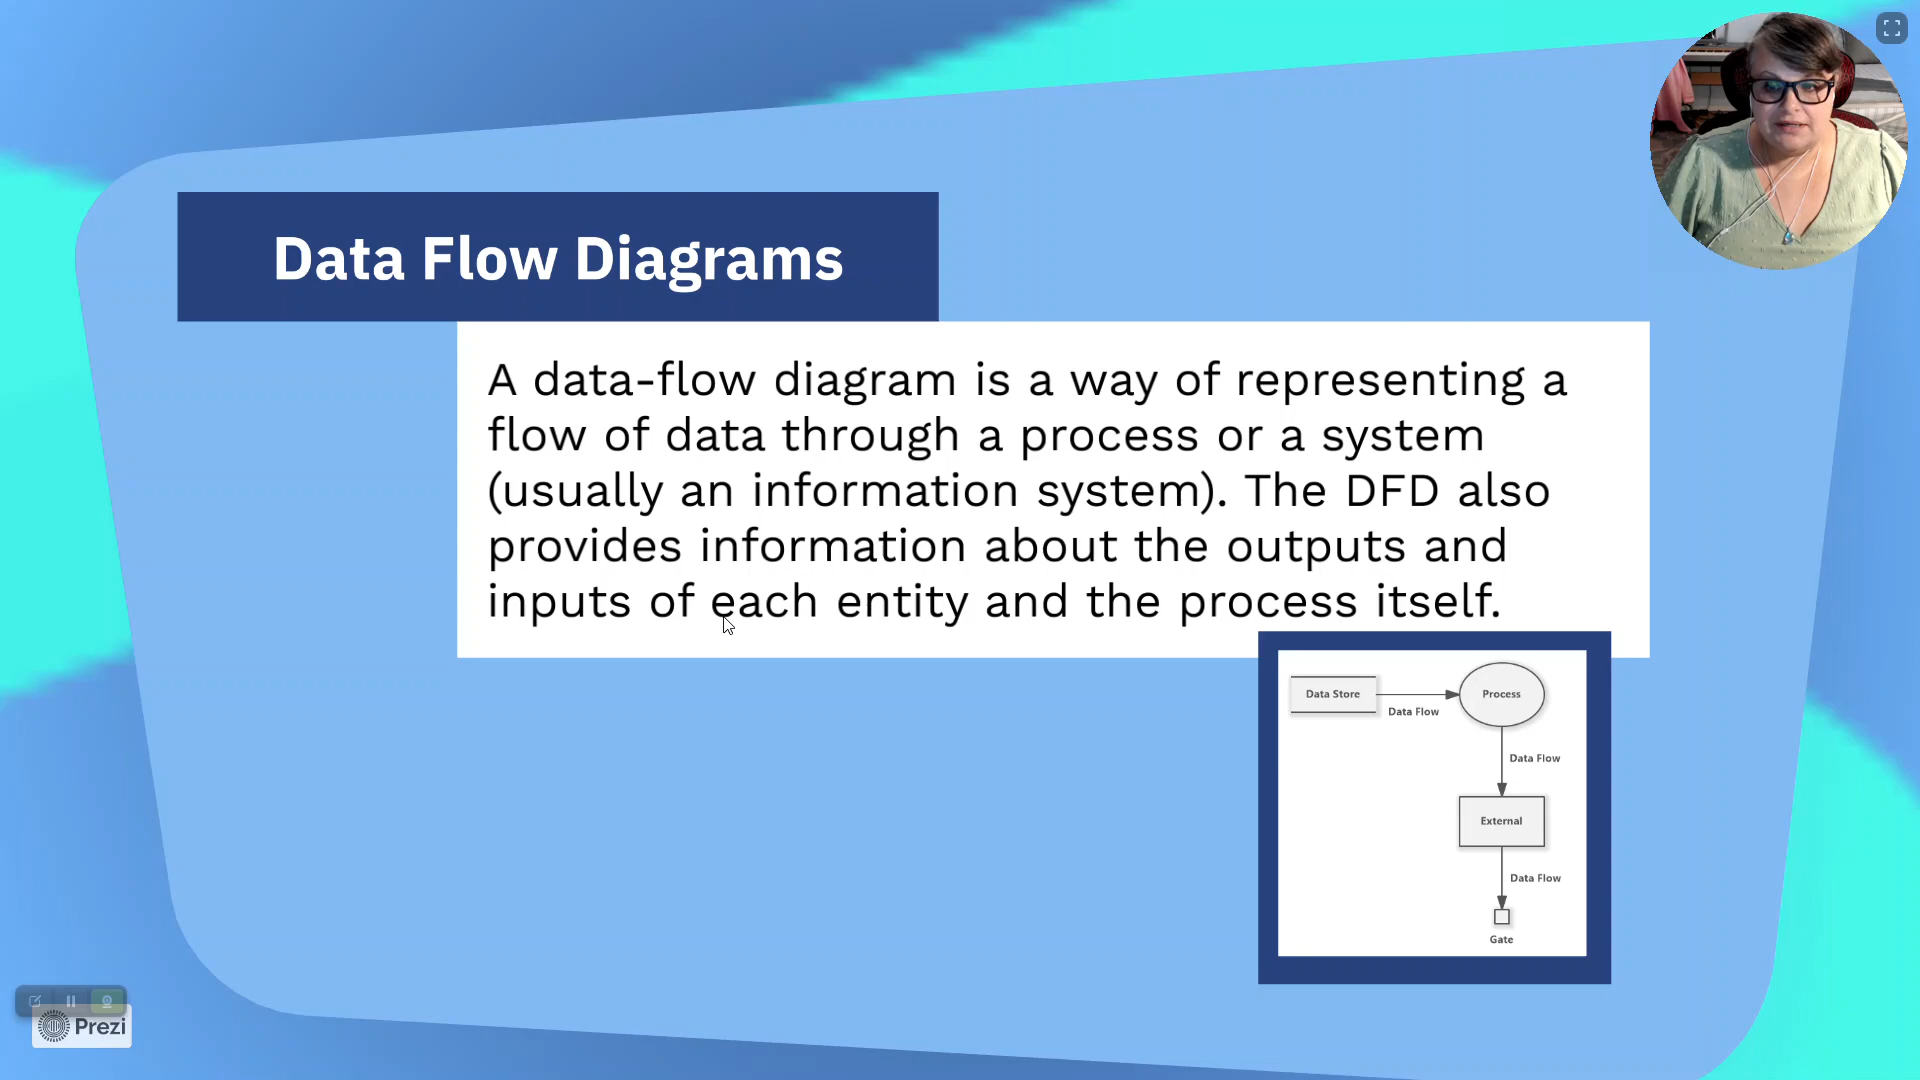 Data Flow Diagrams
A data-flow diagram is a way of representing a
flow of data through a process or a system
(usually an information system). The DFD also
provides information about the outputs and
inputs of each entity and the process itself.
Data Store
Process
Data Flow
Data Flow
External
Data Flow
Gate
Prezi